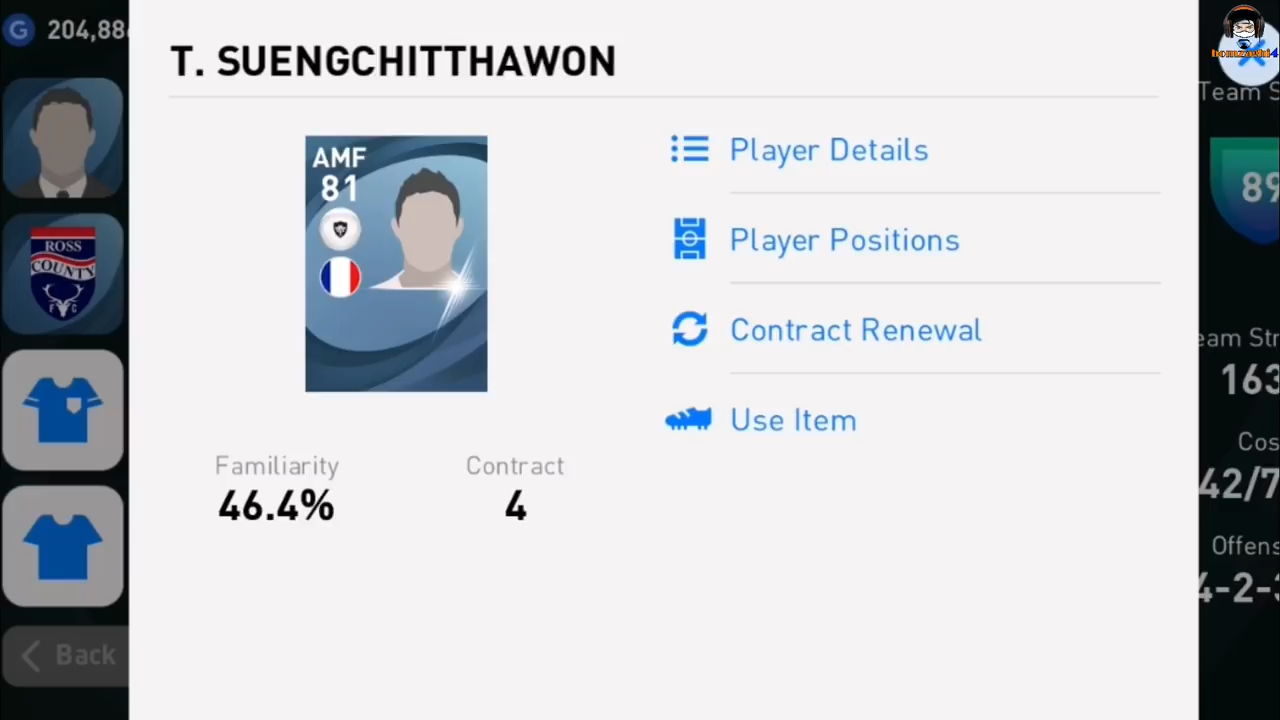 G 204,88
T. SUENGCHITTHAWON
AMF
81
Player Details
Player Positions
Contract Renewal
Use Item
Familiarity
46.4%
Contract
4
ROSS
COUNTY
F C
Back
Team S
89
eam Str
163
Cos
42/7
Offens
4-2-3